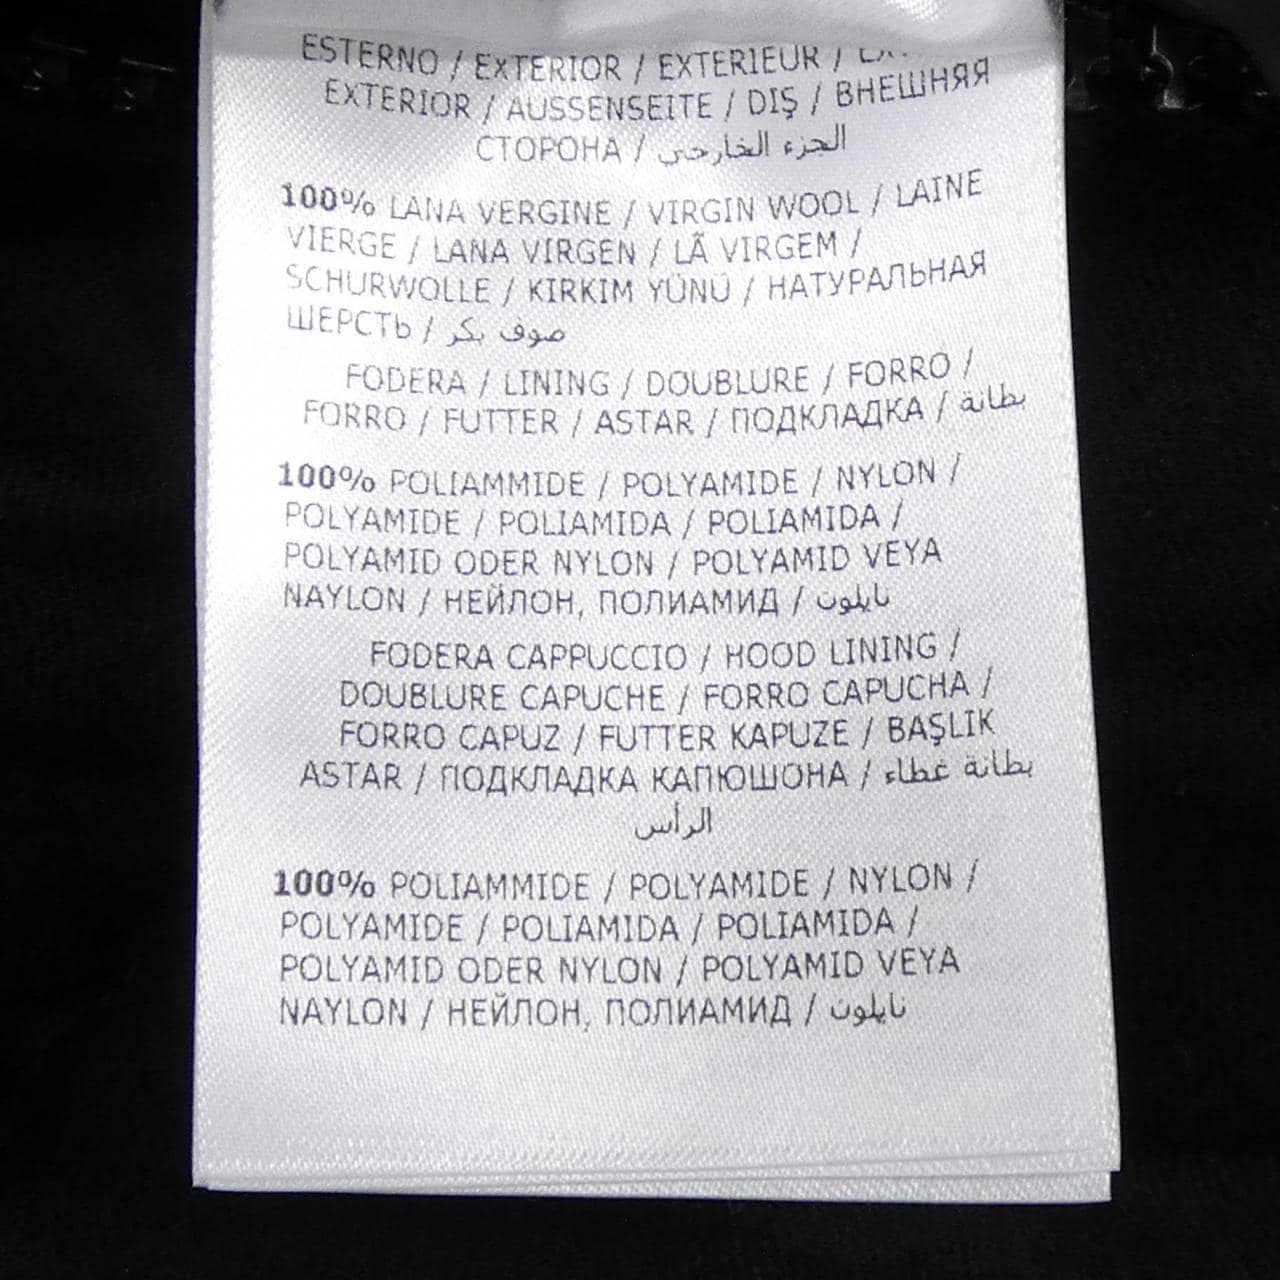 ESTERNO / EXTERIOR / EXTERIEUR /
EXTERIOR / AUSSENSEITE / DIŞ / ВНЕШНЯЯ
СТОРОНА / الجزء الخارجي
100% LANA VERGINE / VIRGIN WOOL / LAINE
VIERGE / LANA VIRGEN / LÃ VIRGEM /
SCHURWOLLE / KIRKIM YÜNÜ / НАТУРАЛЬНАЯ
ШЕРСТЬ / صوف بكر
FODERA / LINING / DOUBLURE / FORRO /
FORRO / FUTTER / ASTAR / ПОДКЛАДКА / بطانة
100% POLIAMMIDE / POLYAMIDE / NYLON /
POLYAMIDE / POLIAMIDA / POLIAMIDA /
POLYAMID ODER NYLON / POLYAMID VEYA
NAYLON / НЕЙЛОН, ПОЛИАМИД / نايلون
FODERA CAPPUCCIO / HOOD LINING /
DOUBLURE CAPUCHE / FORRO CAPUCHA /
FORRO CAPUZ / FUTTER KAPUZE / BAŞLIK
ASTAR / ПОДКЛАДКА КАПЮШОНА / بطانة غطاء
الرأس
100% POLIAMMIDE / POLYAMIDE / NYLON /
POLYAMIDE / POLIAMIDA / POLIAMIDA /
POLYAMID ODER NYLON / POLYAMID VEYA
NAYLON / НЕЙЛОН, ПОЛИАМИД / نايلون